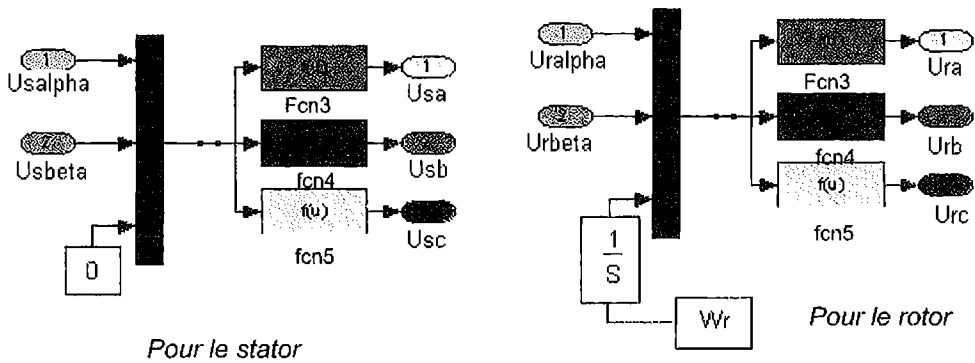 1
Usalpha
2
Usbeta
0
Fcn3
fcn4
f(u)
fcn5
1
Usa
Usb
Usc
Pour le stator
1
Uralpha
2
Urbeta
1
S
Wr
Fcn3
fcn4
f(u)
fcn5
1
Ura
Urb
Urc
Pour le rotor